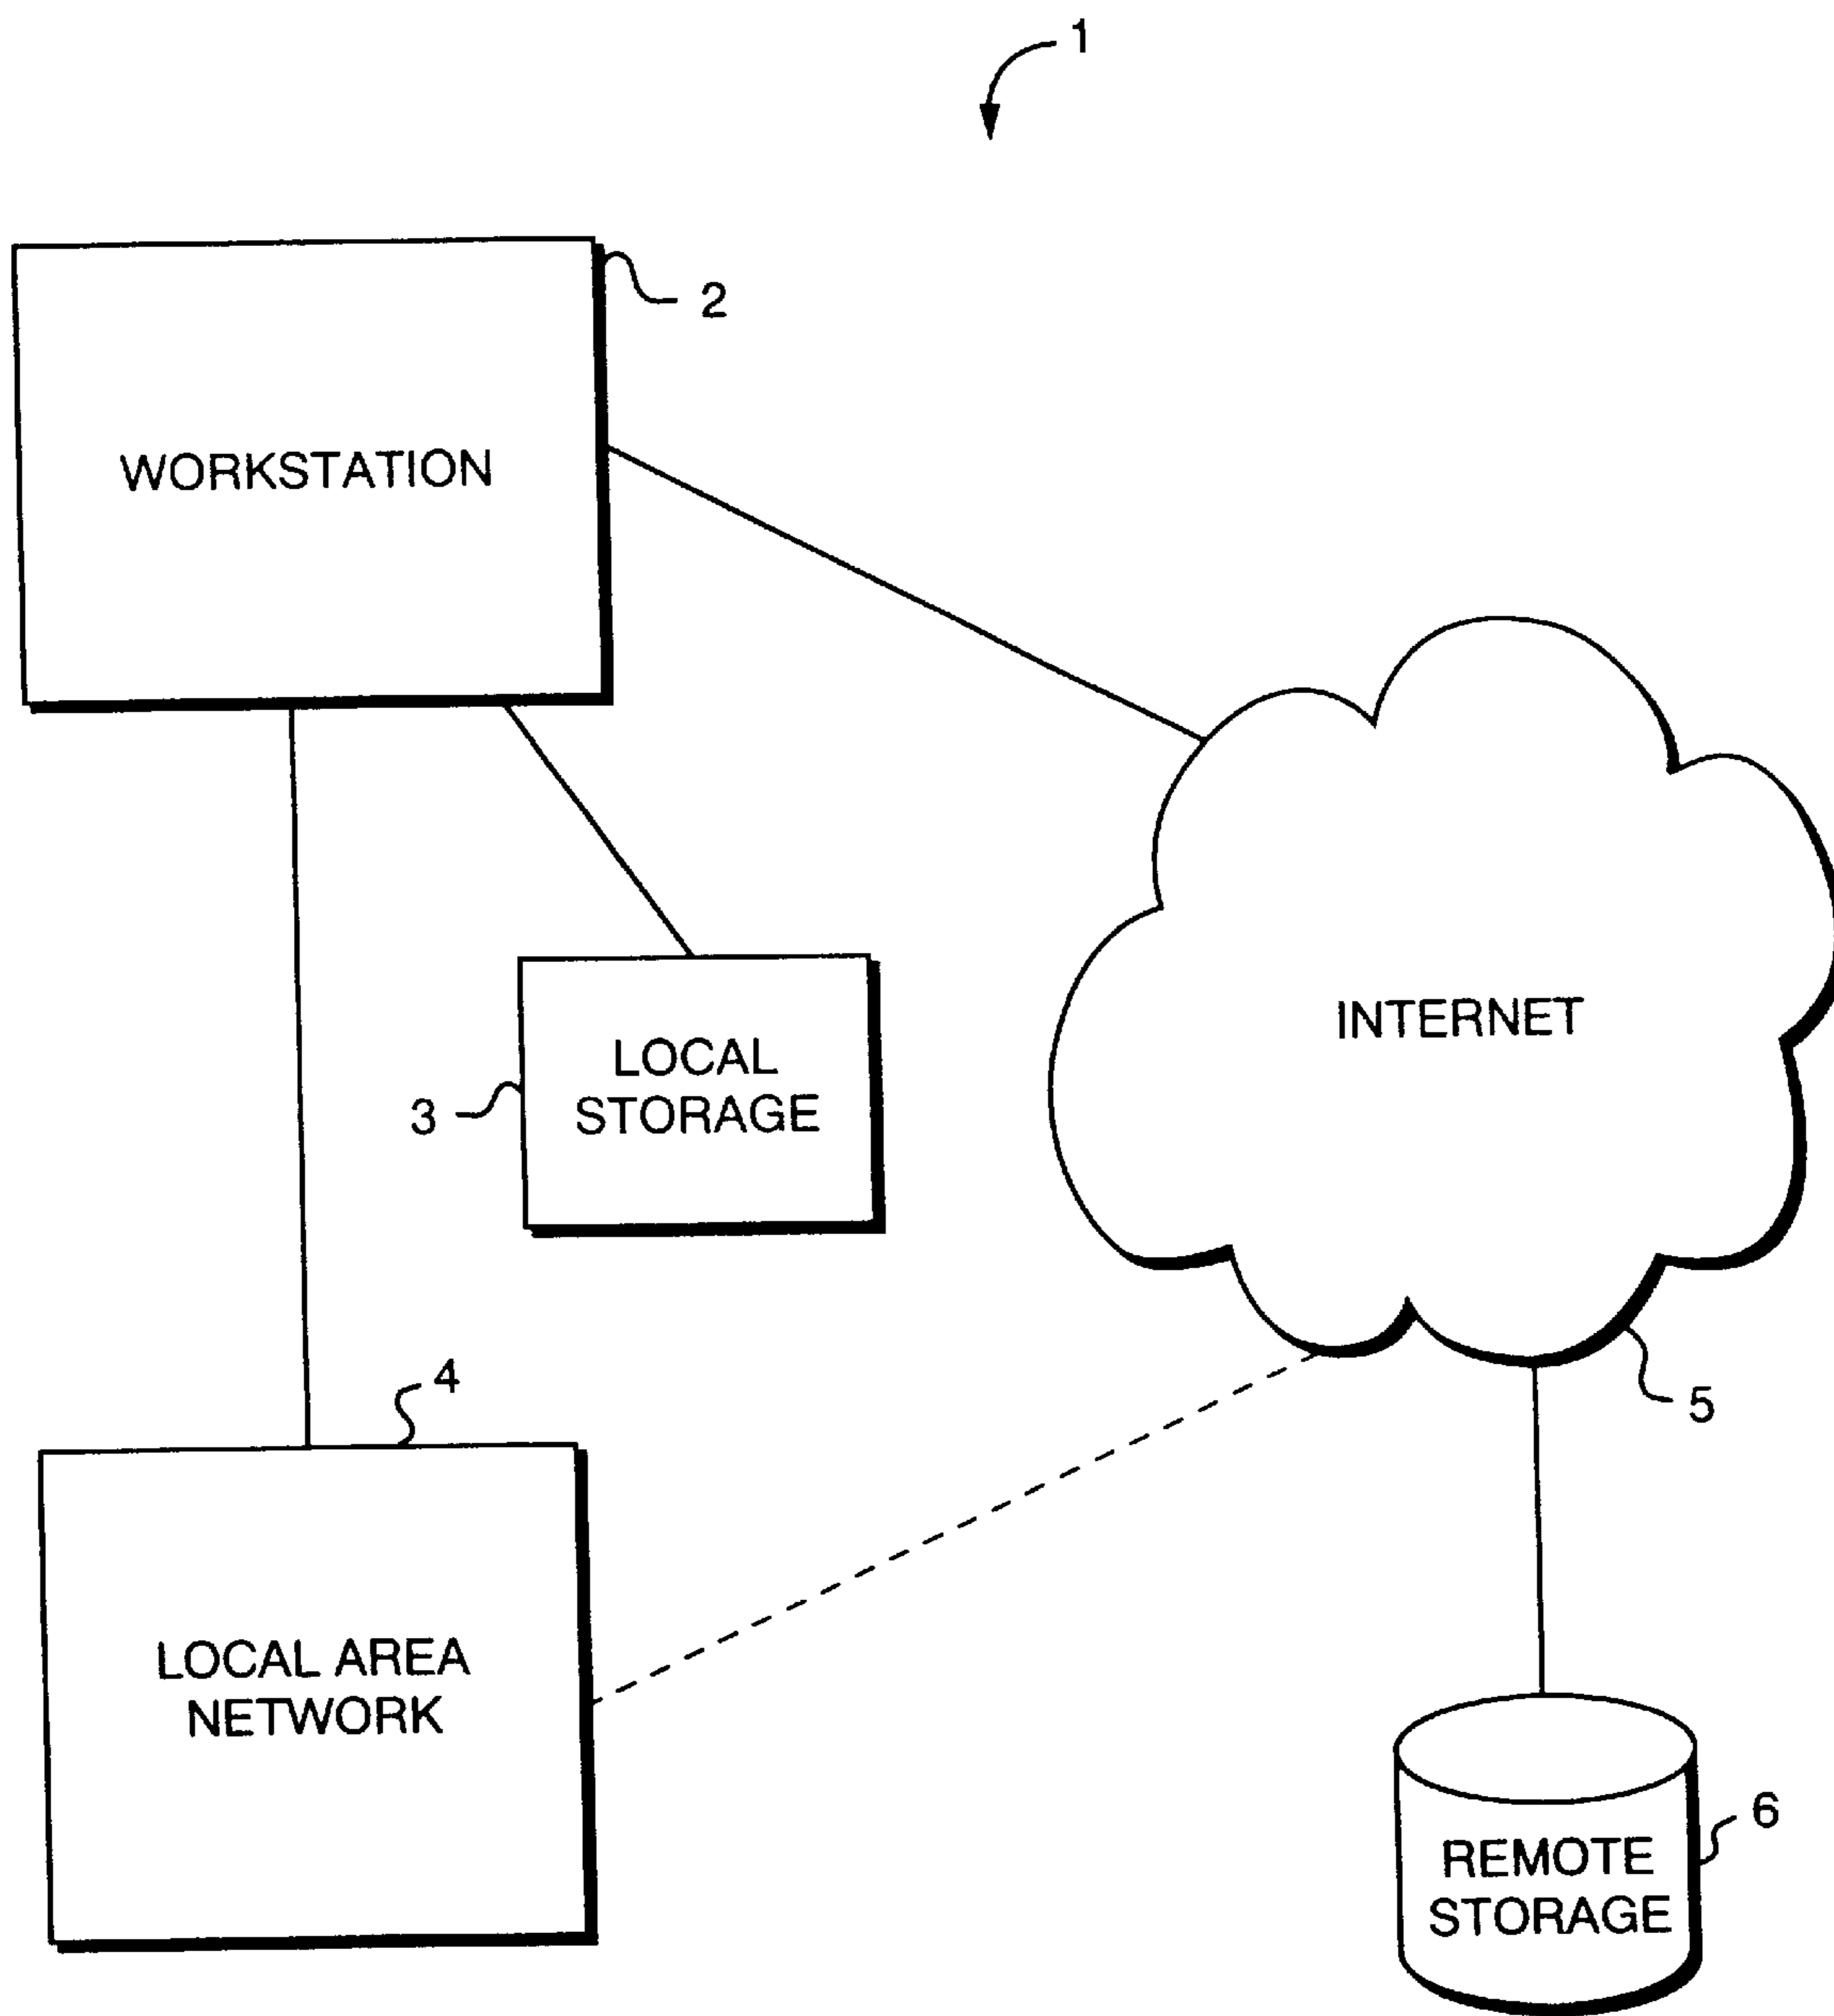 1
2
WORKSTATION
INTERNET
LOCAL
STORAGE
3
4
5
LOCAL AREA
NETWORK
6
REMOTE
STORAGE